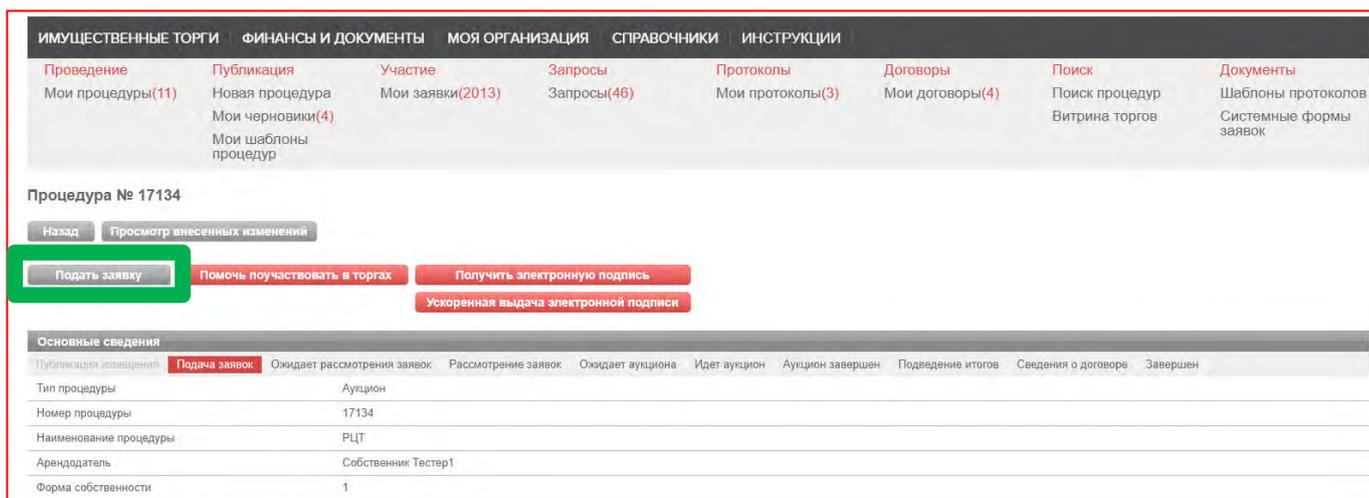 ИМУЩЕСТВЕННЫЕ ТОРГИ ФИНАНСЫ И ДОКУМЕНТЫ МОЯ ОРГАНИЗАЦИЯ СПРАВОЧНИКИ ИНСТРУКЦИИ
Проведение Публикация Участие Запросы Протоколы Договоры Поиск Документы
Мои процедуры(11) Новая процедура Мои заявки(2013) Запросы(46) Мои протоколы(3) Мои договоры(4) Поиск процедур Шаблоны протоколов
Мои черновики(4) Витрина торгов Системные формы заявок
Мои шаблоны процедур
Процедура № 17134
Назад Просмотр внесенных изменений
Подать заявку Помочь поучаствовать в торгах Получить электронную подпись
Ускоренная выдача электронной подписи
Основные сведения
Публикация извещения Подача заявок Ожидает рассмотрения заявок Рассмотрение заявок Ожидает аукциона Идет аукцион Аукцион завершен Подведение итогов Сведения о договоре Завершен
Тип процедуры Аукцион
Номер процедуры 17134
Наименование процедуры РЦТ
Арендодатель Собственник Тестер1
Форма собственности 1